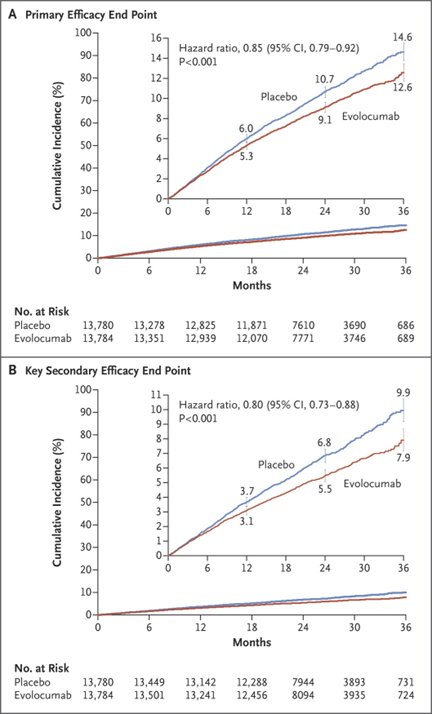 A Primary Efficacy End Point
Cumulative Incidence (%)
100
90
80
70
60
50
40
30
20
10
0
16
14
12
10
8
6
4
2
0
Hazard ratio, 0.85 (95% CI, 0.79–0.92)
P<0.001
14.6
10.7
Placebo
6.0
12.6
9.1
Evolocumab
5.3
0 6 12 18 24 30 36
0 6 12 18 24 30 36
Months
No. at Risk
Placebo 13,780 13,278 12,825 11,871 7610 3690 686
Evolocumab 13,784 13,351 12,939 12,070 7771 3746 689
B Key Secondary Efficacy End Point
Cumulative Incidence (%)
100
90
80
70
60
50
40
30
20
10
0
11
10
9
8
7
6
5
4
3
2
1
0
Hazard ratio, 0.80 (95% CI, 0.73–0.88)
P<0.001
9.9
6.8
Placebo
3.7
7.9
5.5
Evolocumab
3.1
0 6 12 18 24 30 36
0 6 12 18 24 30 36
Months
No. at Risk
Placebo 13,780 13,449 13,142 12,288 7944 3893 731
Evolocumab 13,784 13,501 13,241 12,456 8094 3935 724